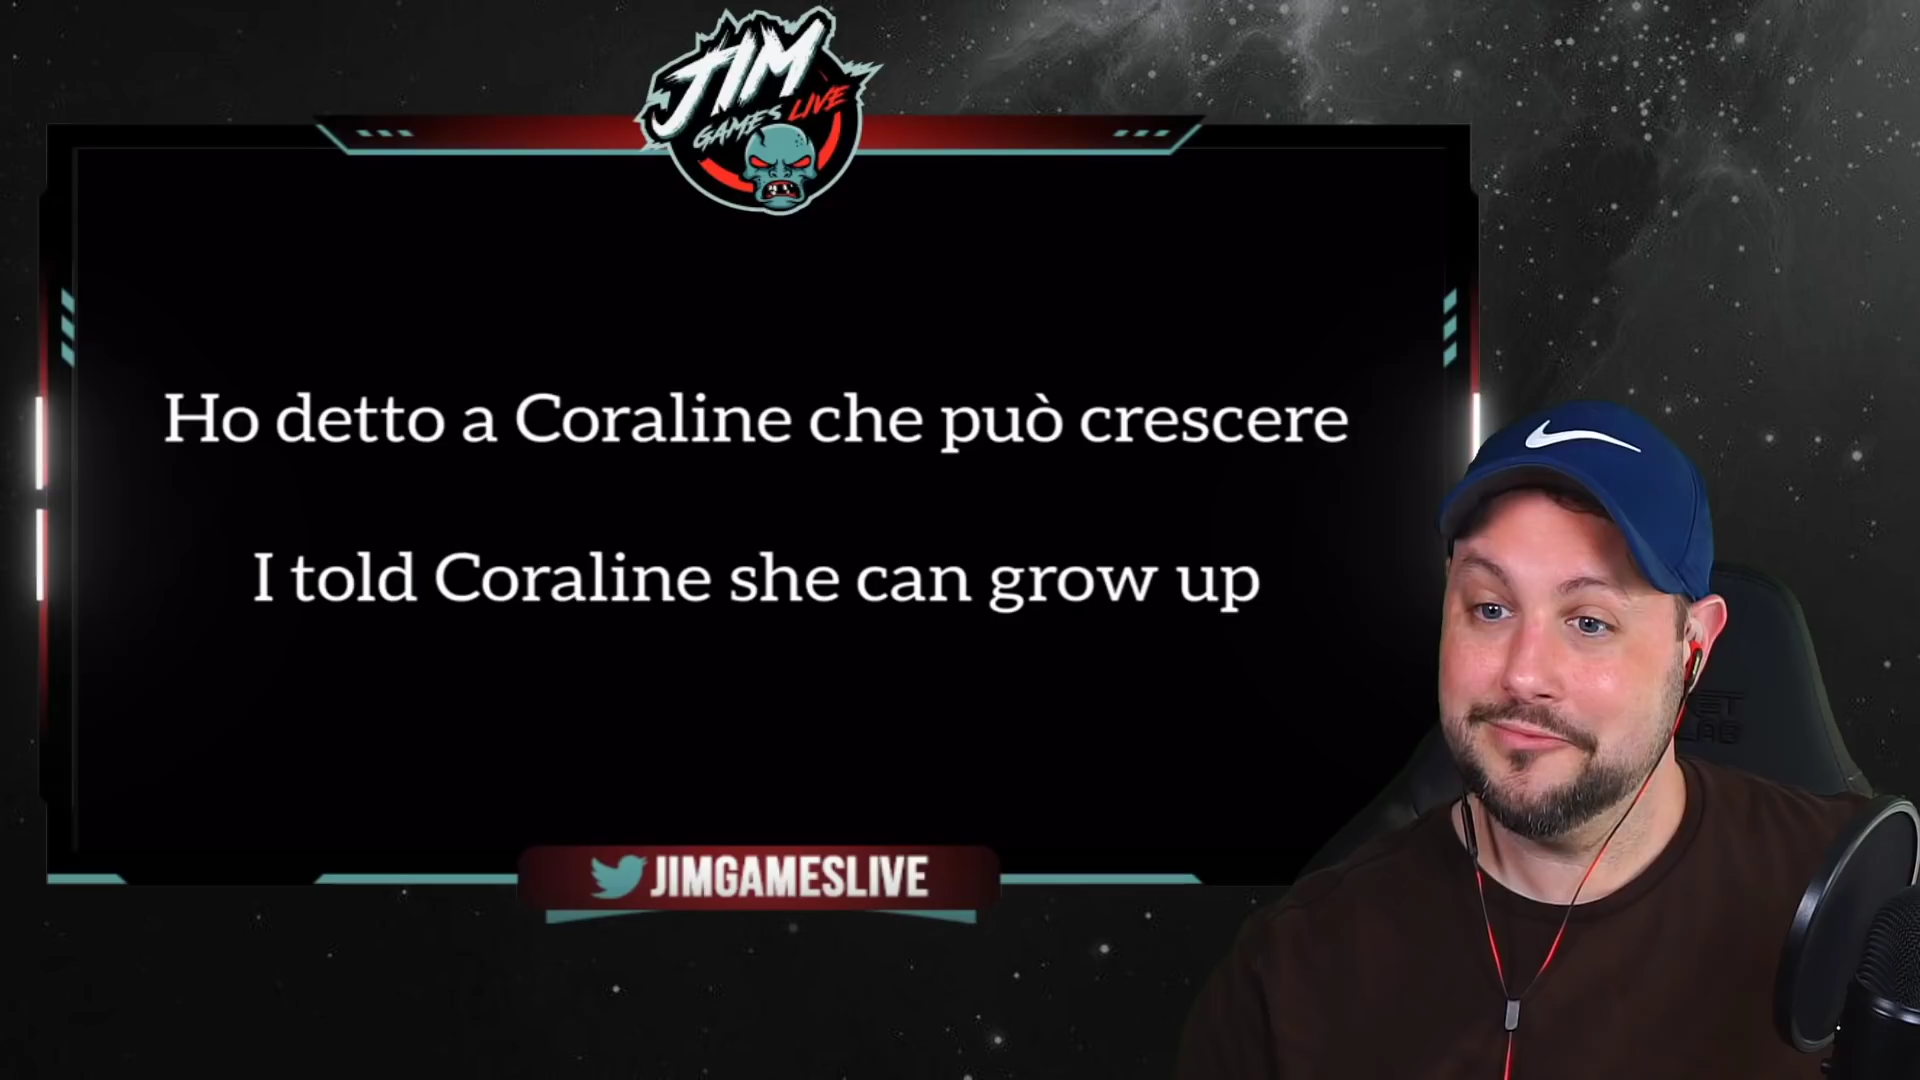 JIM
GAMES LIVE
Ho detto a Coraline che può crescere
I told Coraline she can grow up
JIMGAMESLIVE